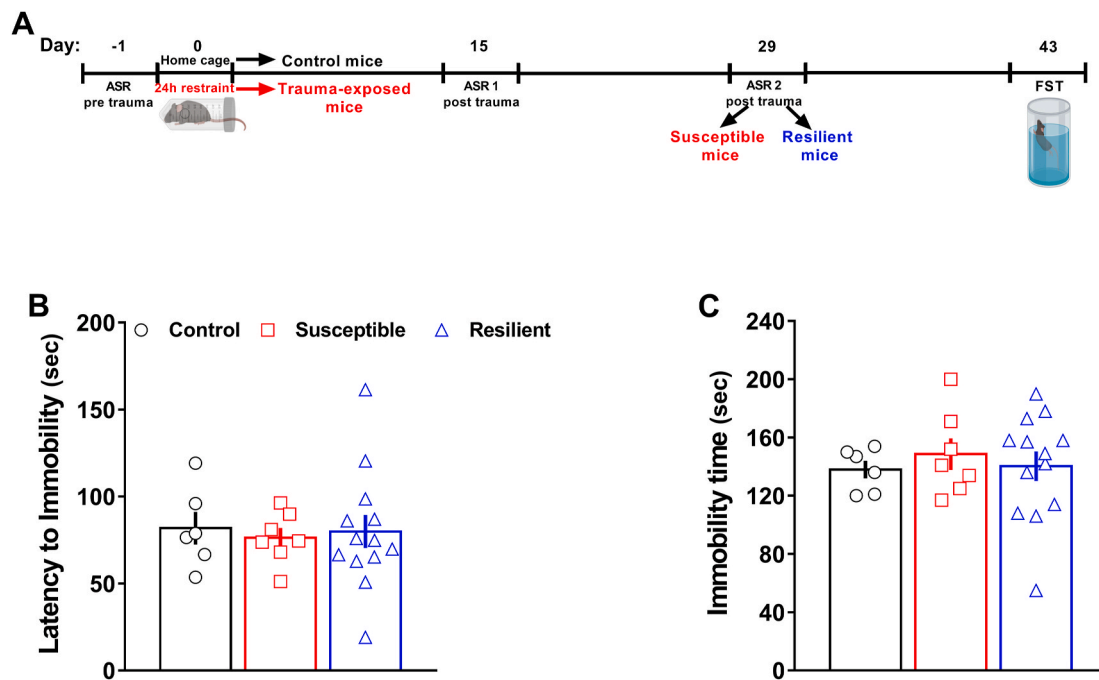 A
Day: -1 0 15 29 43
Home cage Control mice
ASR
pre trauma
24h restraint Trauma-exposed
mice
ASR 1
post trauma
ASR 2
post trauma
FST
Susceptible
mice
Resilient
mice
B
Control Susceptible Resilient
Latency to Immobility (sec)
200
150
100
50
0
C
Immobility time (sec)
240
200
160
120
80
40
0